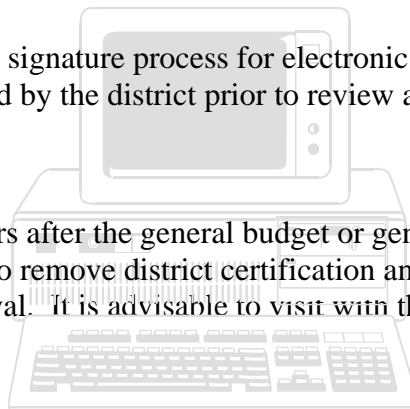 signature process for electronic
d by the district prior to review a
rs after the general budget or gen
o remove district certification an
val.  It is advisable to visit with th